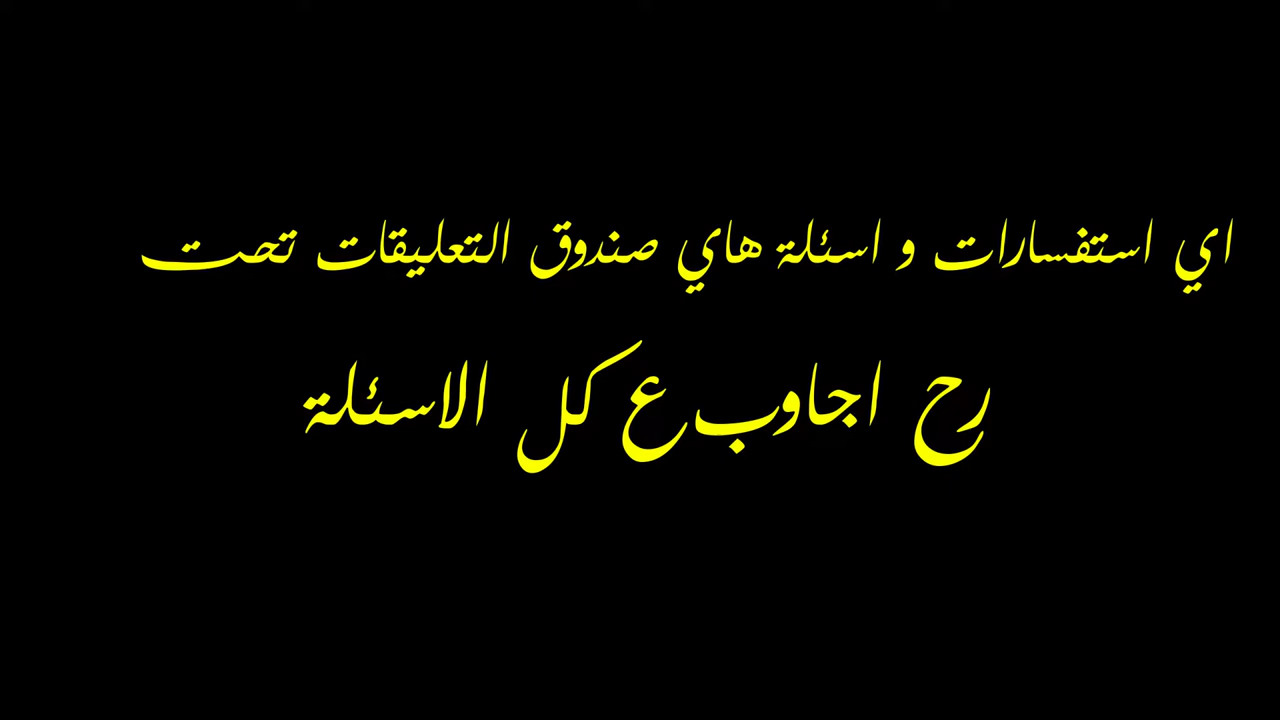 اي استفسارات و اسئلة هاي صندوق التعليقات تحت
رح اجاوب ع كل الاسئلة